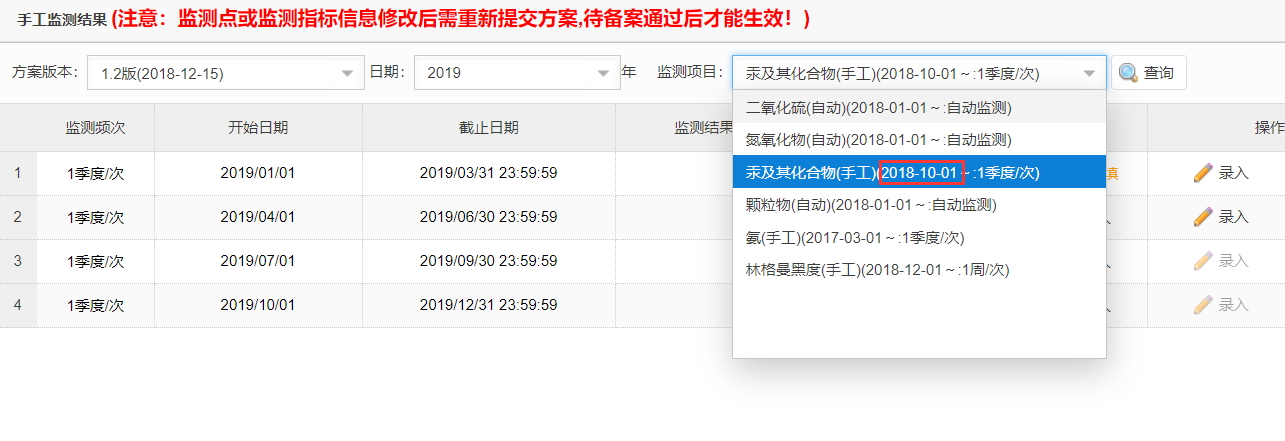 手工监测结果 (注意：监测点或监测指标信息修改后需重新提交方案,待备案通过后才能生效！)
方案版本: 1.2版(2018-12-15) 日期: 2019 年 监测项目: 汞及其化合物(手工)(2018-10-01～:1季度/次) 查询
二氧化硫(自动)(2018-01-01～:自动监测)
监测频次 开始日期 截止日期 监测结果 操作
氮氧化物(自动)(2018-01-01～:自动监测)
1 1季度/次 2019/01/01 2019/03/31 23:59:59 汞及其化合物(手工)(2018-10-01～:1季度/次) 录入
颗粒物(自动)(2018-01-01～:自动监测)
2 1季度/次 2019/04/01 2019/06/30 23:59:59 录入
氨(手工)(2017-03-01～:1季度/次)
3 1季度/次 2019/07/01 2019/09/30 23:59:59 录入
林格曼黑度(手工)(2018-12-01～:1周/次)
4 1季度/次 2019/10/01 2019/12/31 23:59:59 录入